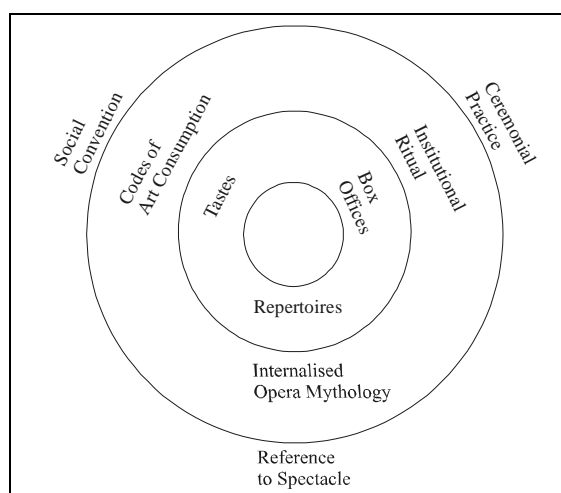 Social
Convention
Ceremonial
Practice
Codes of
Art Consumption
Institutional
Ritual
Tastes
Box
Offices
Repertoires
Internalised
Opera Mythology
Reference
to Spectacle